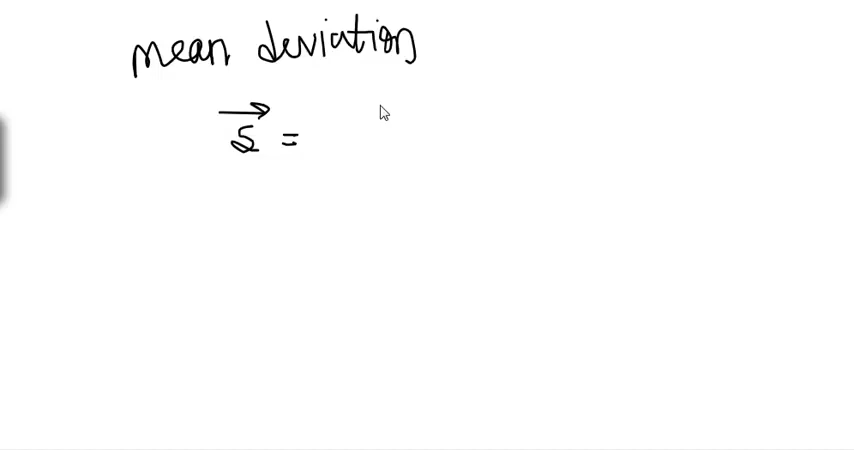 mean deviation
→
S =